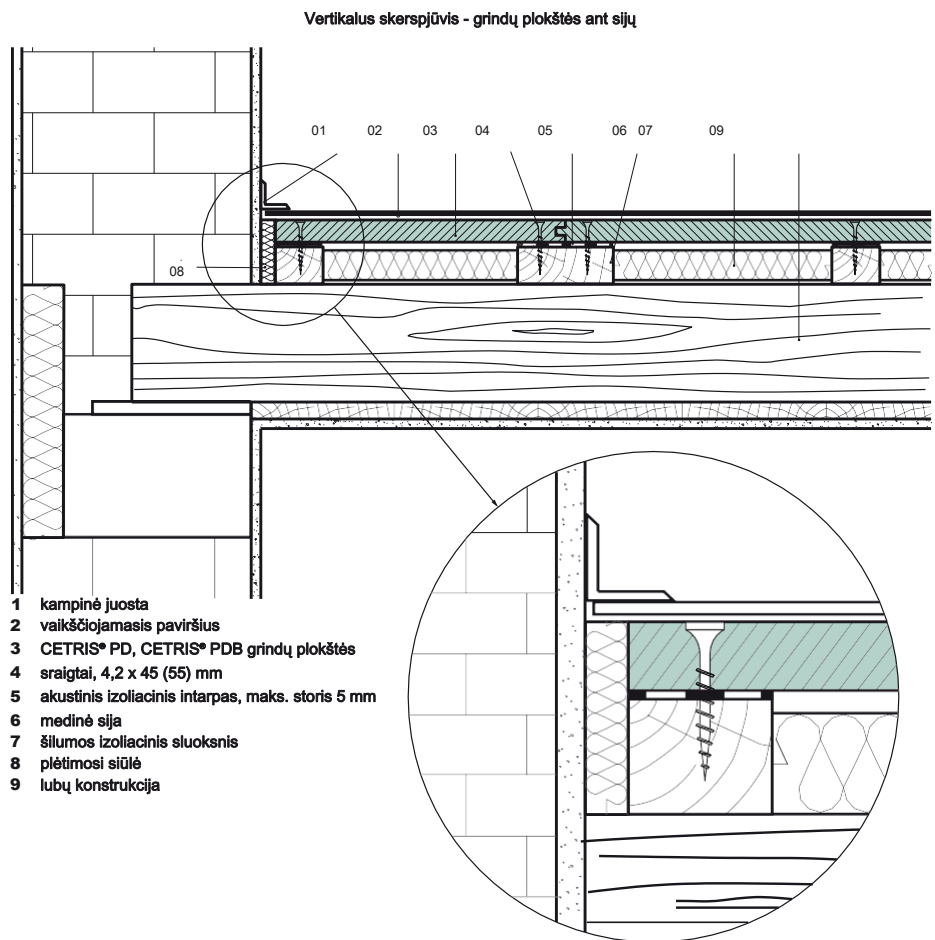 Vertikalus skerspjūvis - grindų plokštės ant sijų
01 02 03 04 05 06 07 09
08
1 kampinė juosta
2 vaikščiojamasis paviršius
3 CETRIS® PD, CETRIS® PDB grindų plokštės
4 sraigtai, 4,2 x 45 (55) mm
5 akustinis izoliacinis intarpas, maks. storis 5 mm
6 medinė sija
7 šilumos izoliacinis sluoksnis
8 plėtimosi siūlė
9 lubų konstrukcija